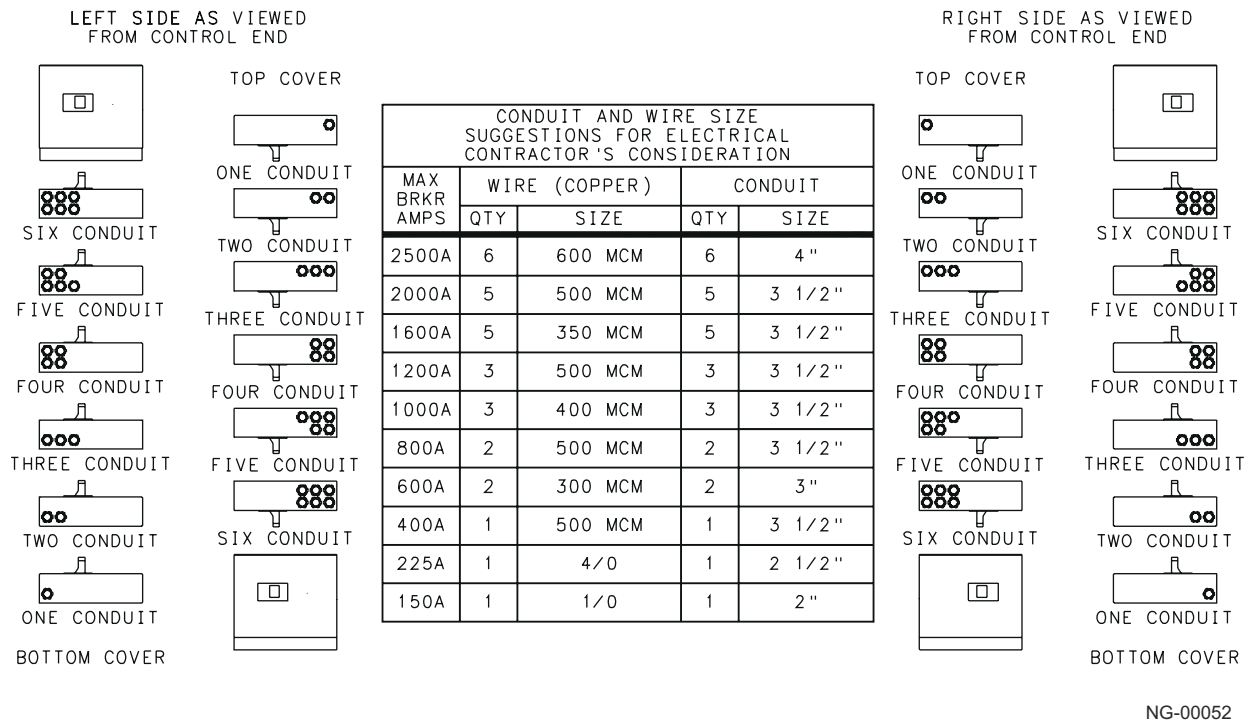 LEFT SIDE AS VIEWED
FROM CONTROL END
TOP COVER
ONE CONDUIT
SIX CONDUIT
TWO CONDUIT
FIVE CONDUIT
THREE CONDUIT
FOUR CONDUIT
FOUR CONDUIT
THREE CONDUIT
FIVE CONDUIT
TWO CONDUIT
SIX CONDUIT
ONE CONDUIT
BOTTOM COVER
CONDUIT AND WIRE SIZE
SUGGESTIONS FOR ELECTRICAL
CONTRACTOR'S CONSIDERATION
MAX BRKR AMPS WIRE (COPPER) CONDUIT
QTY SIZE QTY SIZE
2500A 6 600 MCM 6 4"
2000A 5 500 MCM 5 3 1/2"
1600A 5 350 MCM 5 3 1/2"
1200A 3 500 MCM 3 3 1/2"
1000A 3 400 MCM 3 3 1/2"
800A 2 500 MCM 2 3 1/2"
600A 2 300 MCM 2 3"
400A 1 500 MCM 1 3 1/2"
225A 1 4/0 1 2 1/2"
150A 1 1/0 1 2"
RIGHT SIDE AS VIEWED
FROM CONTROL END
TOP COVER
ONE CONDUIT
SIX CONDUIT
TWO CONDUIT
FIVE CONDUIT
THREE CONDUIT
FOUR CONDUIT
FOUR CONDUIT
THREE CONDUIT
FIVE CONDUIT
TWO CONDUIT
SIX CONDUIT
ONE CONDUIT
BOTTOM COVER
NG-00052